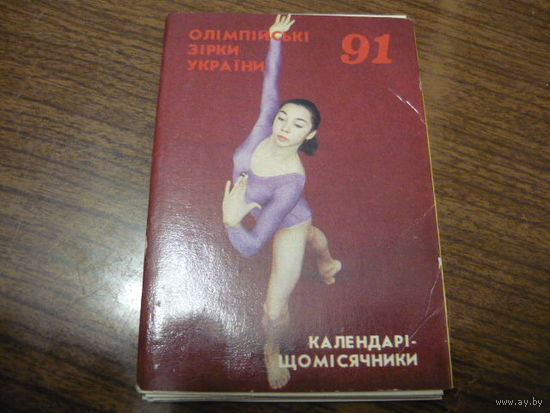 ОЛІМПІЙСЬКІ
ЗІРКИ
УКРАЇНИ
91
КАЛЕНДАРІ-
ЩОМІСЯЧНИКИ
www.ay.by